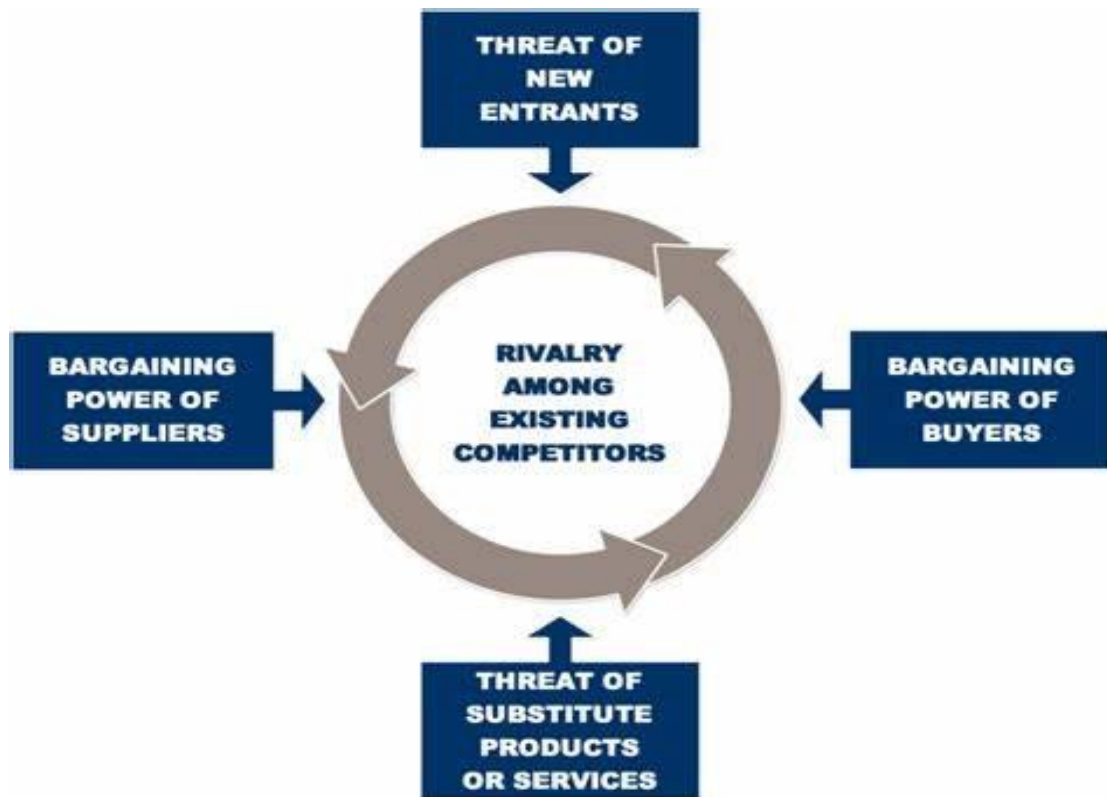 THREAT OF
NEW
ENTRANTS
BARGAINING
POWER OF
SUPPLIERS
RIVALRY
AMONG
EXISTING
COMPETITORS
BARGAINING
POWER OF
BUYERS
THREAT OF
SUBSTITUTE
PRODUCTS
OR SERVICES